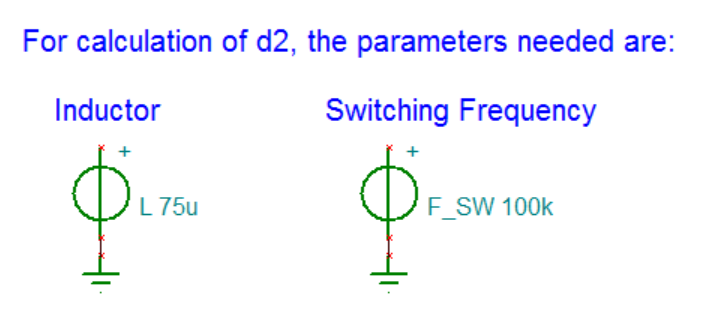 For calculation of d2, the parameters needed are:
Inductor
Switching Frequency
+
+
L 75u
F_SW 100k